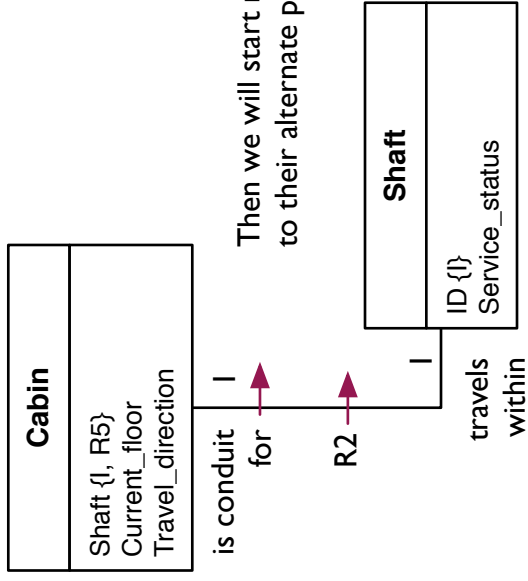 Cabin
Shaft {I, R5}
Current_floor
Travel_direction
is conduit
for
1
R2
1
travels
within
Then we will start
to their alternate
Shaft
ID {I}
Service_status